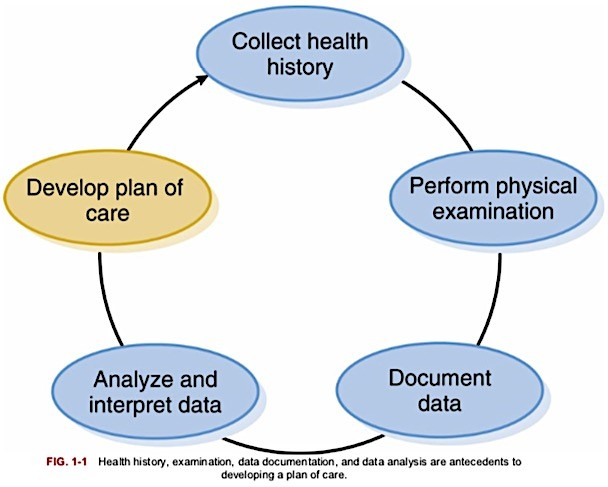 Collect health
history
Perform physical
examination
Document
data
Analyze and
interpret data
Develop plan of
care
FIG. 1-1 Health history, examination, data documentation, and data analysis are antecedents to
developing a plan of care.